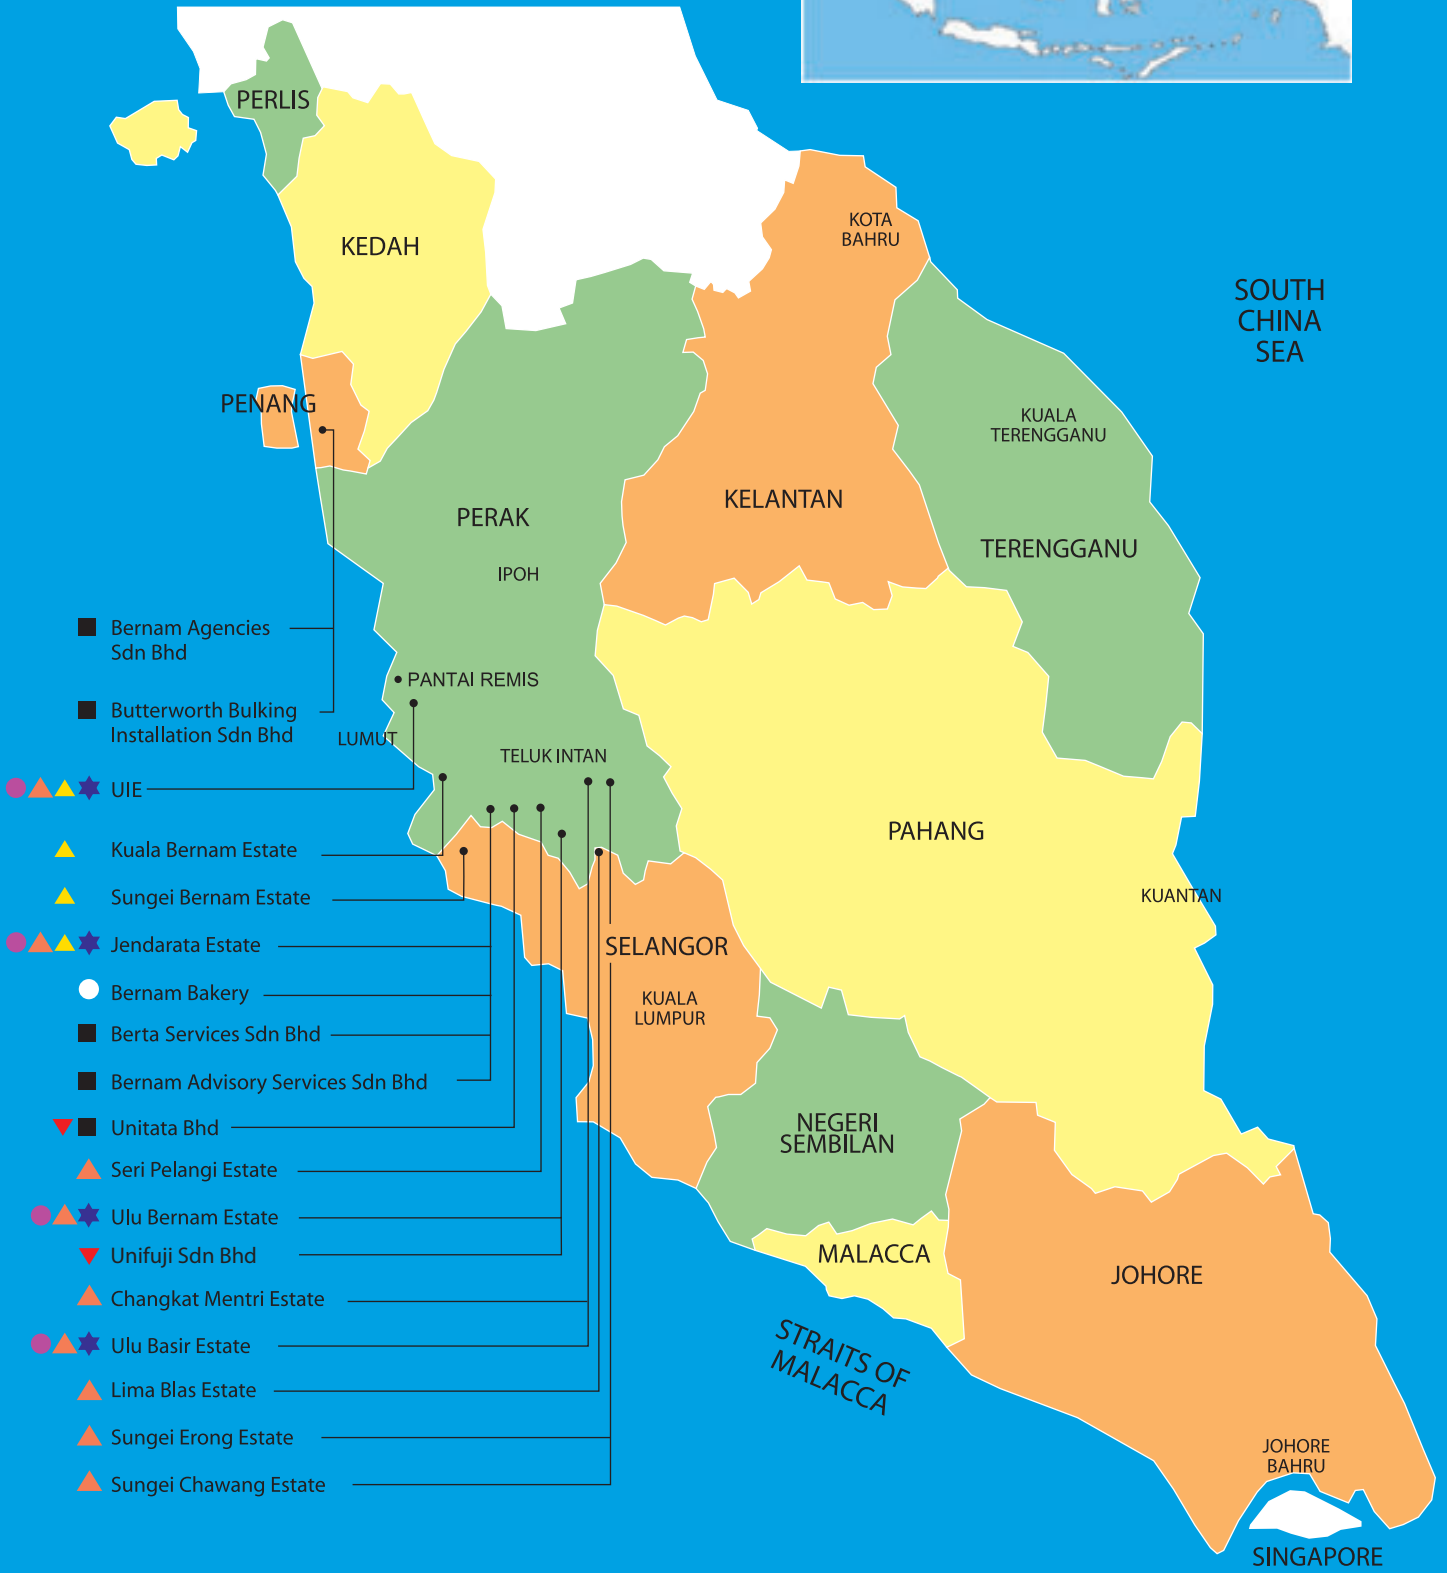 PERLIS
KEDAH
KOTA
BAHRU
SOUTH
CHINA
SEA
PENANG
KUALA
TERENGGANU
KELANTAN
PERAK
TERENGGANU
IPOH
Bernam Agencies
Sdn Bhd
PANTAI REMIS
Butterworth Bulking
Installation Sdn Bhd
LUMUT
TELUK INTAN
UIE
PAHANG
Kuala Bernam Estate
Sungei Bernam Estate
KUANTAN
Jendarata Estate
SELANGOR
Bernam Bakery
KUALA
LUMPUR
Berta Services Sdn Bhd
Bernam Advisory Services Sdn Bhd
Unitata Bhd
NEGERI
SEMBILAN
Seri Pelangi Estate
Ulu Bernam Estate
Unifuji Sdn Bhd
MALACCA
JOHORE
Changkat Mentri Estate
Ulu Basir Estate
STRAITS OF
MALACCA
Lima Blas Estate
Sungei Erong Estate
JOHORE
BAHRU
Sungei Chawang Estate
SINGAPORE